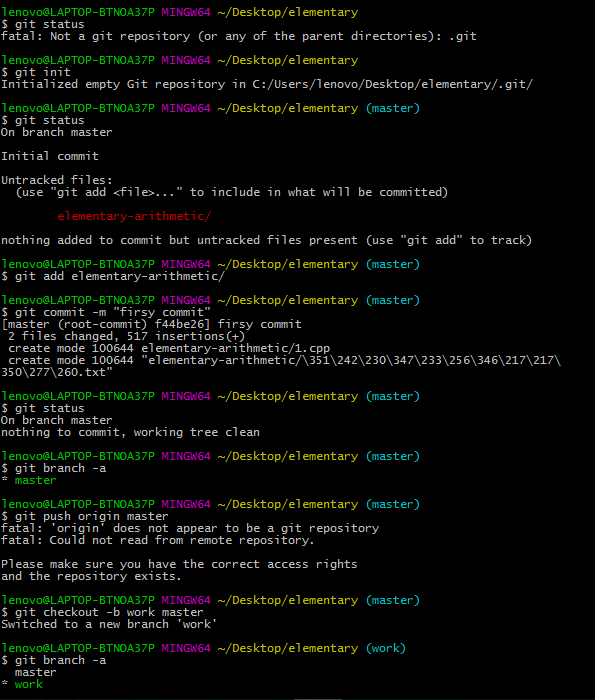 lenovo@LAPTOP-BTNOA37P MINGW64 ~/Desktop/elementary
$ git status
fatal: Not a git repository (or any of the parent directories): .git
lenovo@LAPTOP-BTNOA37P MINGW64 ~/Desktop/elementary
$ git init
Initialized empty Git repository in C:/Users/lenovo/Desktop/elementary/.git/
lenovo@LAPTOP-BTNOA37P MINGW64 ~/Desktop/elementary (master)
$ git status
On branch master
Initial commit
Untracked files:
(use "git add <file>..." to include in what will be committed)
elementary-arithmetic/
nothing added to commit but untracked files present (use "git add" to track)
lenovo@LAPTOP-BTNOA37P MINGW64 ~/Desktop/elementary (master)
$ git add elementary-arithmetic/
lenovo@LAPTOP-BTNOA37P MINGW64 ~/Desktop/elementary (master)
$ git commit -m "firsy commit"
[master (root-commit) f44be26] firsy commit
2 files changed, 517 insertions(+)
create mode 100644 elementary-arithmetic/1.cpp
create mode 100644 "elementary-arithmetic/\351\242\230\347\233\256\346\217\217\
350\277\260.txt"
lenovo@LAPTOP-BTNOA37P MINGW64 ~/Desktop/elementary (master)
$ git status
On branch master
nothing to commit, working tree clean
lenovo@LAPTOP-BTNOA37P MINGW64 ~/Desktop/elementary (master)
$ git branch -a
* master
lenovo@LAPTOP-BTNOA37P MINGW64 ~/Desktop/elementary (master)
$ git push origin master
fatal: 'origin' does not appear to be a git repository
fatal: Could not read from remote repository.
Please make sure you have the correct access rights
and the repository exists.
lenovo@LAPTOP-BTNOA37P MINGW64 ~/Desktop/elementary (master)
$ git checkout -b work master
Switched to a new branch 'work'
lenovo@LAPTOP-BTNOA37P MINGW64 ~/Desktop/elementary (work)
$ git branch -a
master
* work